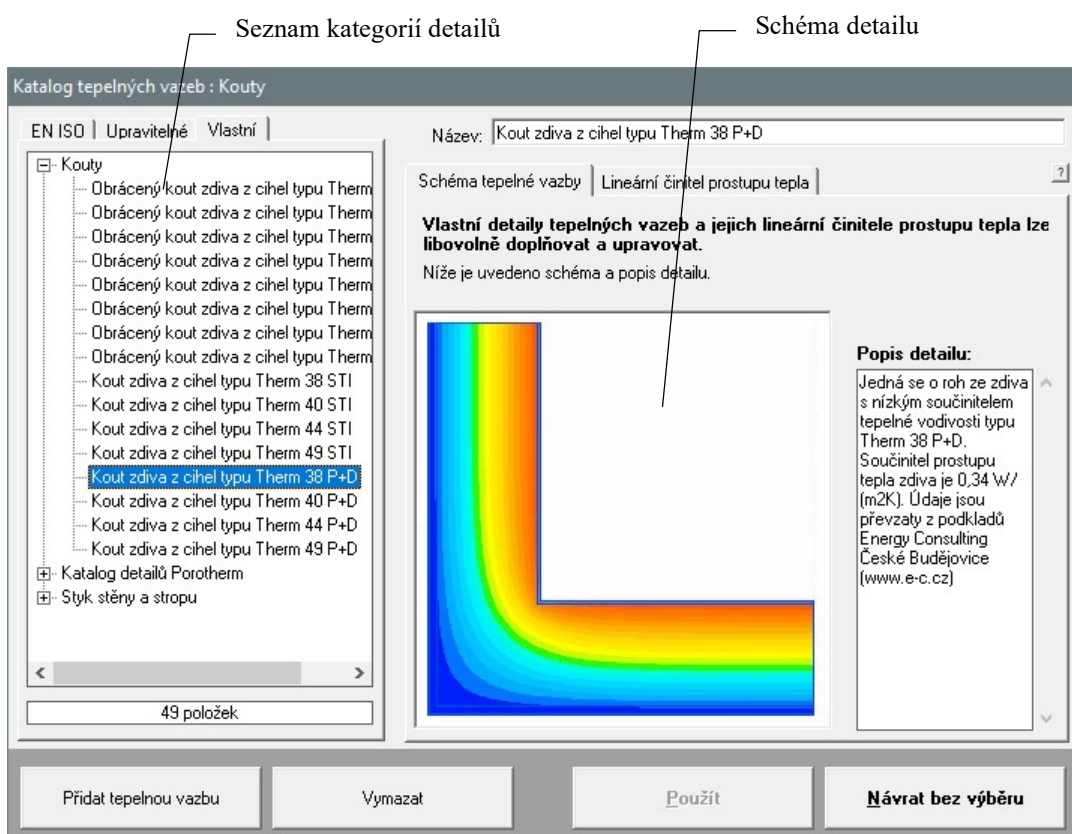 Seznam kategorií detailů
Schéma detailu
Katalog tepelných vazeb : Kouty
EN ISO
Upravitelné
Vlastní
Kouty
Obrácený kout zdiva z cihel typu Therm
Obrácený kout zdiva z cihel typu Therm
Obrácený kout zdiva z cihel typu Therm
Obrácený kout zdiva z cihel typu Therm
Obrácený kout zdiva z cihel typu Therm
Obrácený kout zdiva z cihel typu Therm
Obrácený kout zdiva z cihel typu Therm
Obrácený kout zdiva z cihel typu Therm
Kout zdiva z cihel typu Therm 38 STI
Kout zdiva z cihel typu Therm 40 STI
Kout zdiva z cihel typu Therm 44 STI
Kout zdiva z cihel typu Therm 49 STI
Kout zdiva z cihel typu Therm 38 P+D
Kout zdiva z cihel typu Therm 40 P+D
Kout zdiva z cihel typu Therm 44 P+D
Kout zdiva z cihel typu Therm 49 P+D
Katalog detailů Porotherm
Styk stěny a stropu
49 položek
Název: Kout zdiva z cihel typu Therm 38 P+D
Schéma tepelné vazby
Lineární činitel prostupu tepla
?
Vlastní detaily tepelných vazeb a jejich lineární činitele prostupu tepla lze
libovolně doplňovat a upravovat.
Níže je uvedeno schéma a popis detailu.
Popis detailu:
Jedná se o roh ze zdiva
s nízkým součinitelem
tepelné vodivosti typu
Therm 38 P+D.
Součinitel prostupu
tepla zdiva je 0,34 W/
(m2K). Údaje jsou
převzaty z podkladů
Energy Consulting
České Budějovice
(www.e-c.cz)
Přidat tepelnou vazbu
Vymazat
Použít
Návrat bez výběru